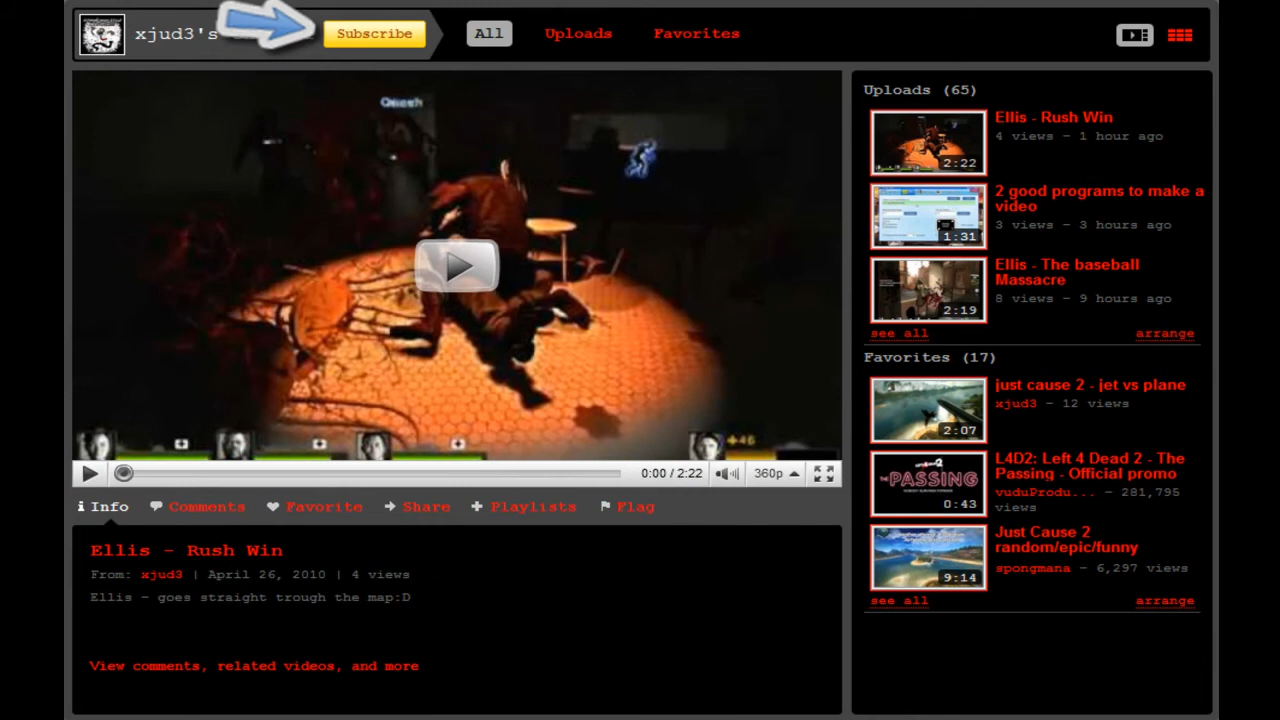 xjud3's
Subscribe
All
Uploads
Favorites
Queen
+46
0:00 / 2:22
360p
Info
Comments
Favorite
Share
Playlists
Flag
Ellis - Rush Win
From: xjud3 | April 26, 2010 | 4 views
Ellis - goes straight trough the map:D
View comments, related videos, and more
Uploads (65)
2:22
Ellis - Rush Win
4 views - 1 hour ago
1:31
2 good programs to make a
video
3 views - 3 hours ago
2:19
Ellis - The baseball
Massacre
8 views - 9 hours ago
see all
arrange
Favorites (17)
2:07
just cause 2 - jet vs plane
xjud3 - 12 views
THE PASSING
0:43
L4D2: Left 4 Dead 2 - The
Passing - Official promo
vuduProdu... - 281,795
views
9:14
Just Cause 2
random/epic/funny
spongmana - 6,297 views
see all
arrange